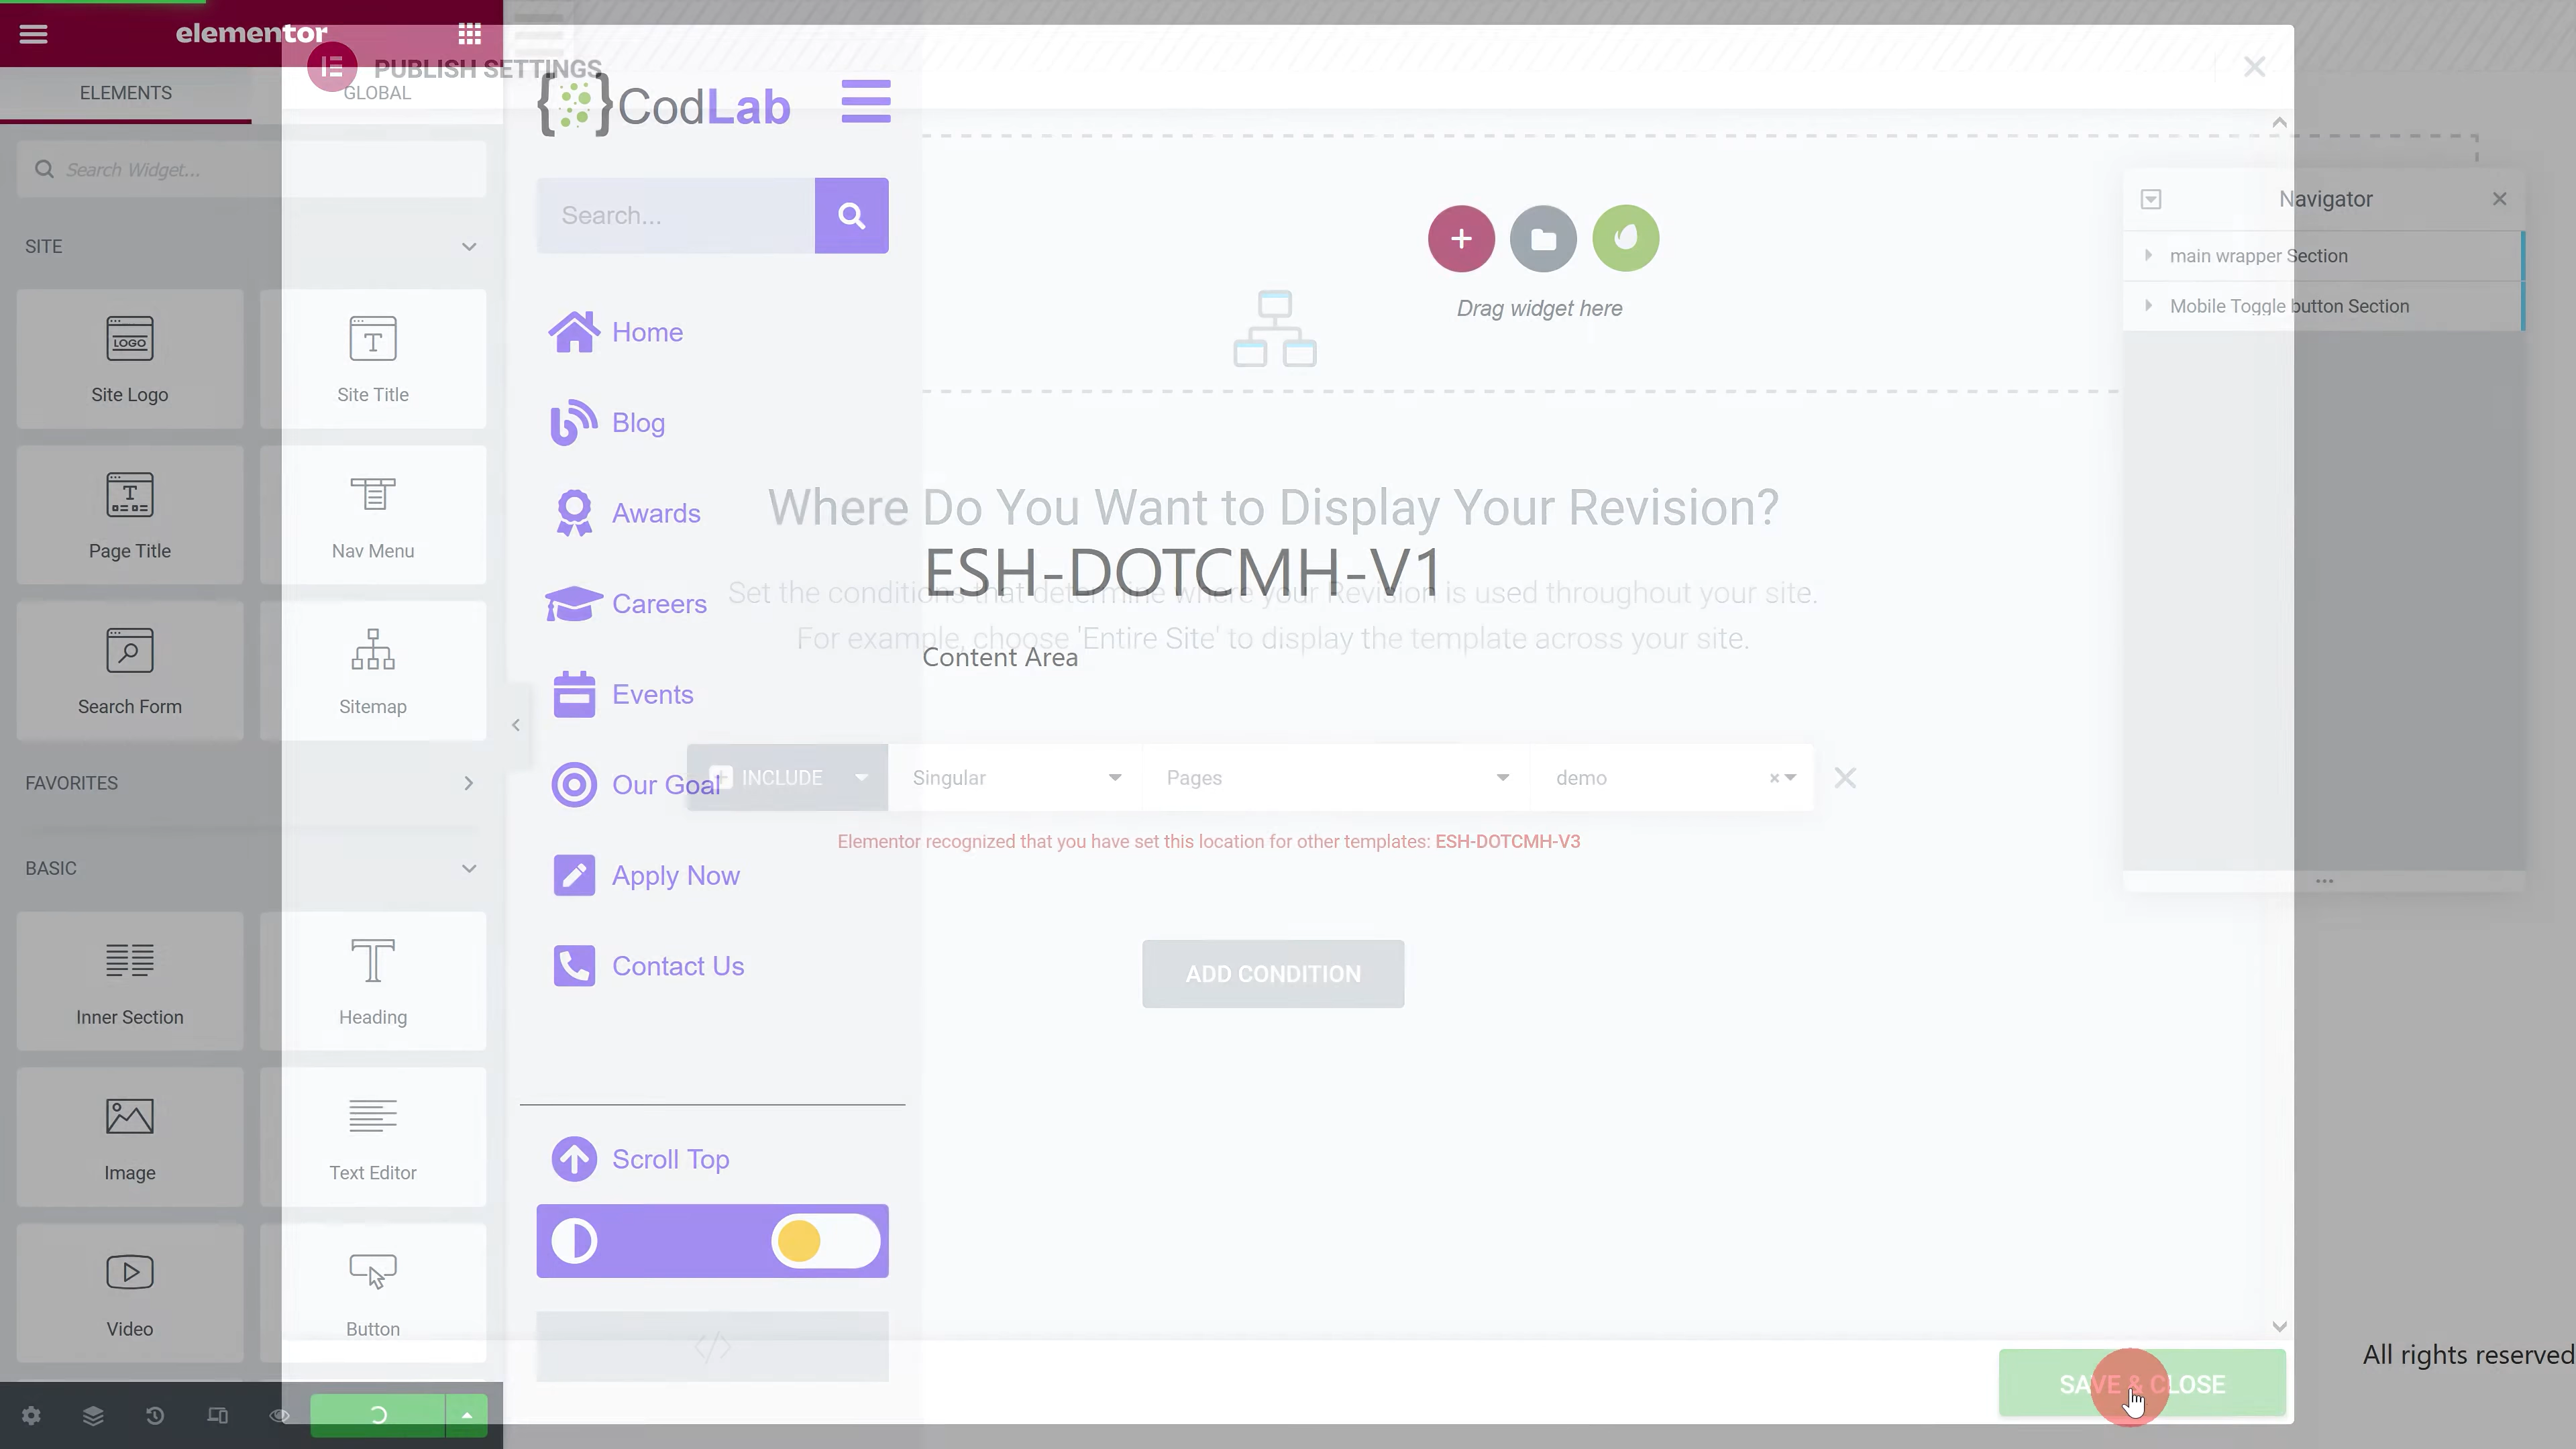 elementor
PUBLISH SETTINGS
ELEMENTS
GLOBAL
Search Widget...
SITE
LOGO
Site Logo
Site Title
Page Title
Nav Menu
Search Form
Sitemap
FAVORITES
BASIC
Inner Section
Heading
Image
Text Editor
Video
Button
{ }CodLab
Search...
Home
Blog
Awards
Careers
Events
Our Goal
Apply Now
Contact Us
Scroll Top
</>
Drag widget here
Where Do You Want to Display Your Revision?
ESH-DOTCMH-V1
Set the conditions that determine where your Revision is used throughout your site.
For example, choose 'Entire Site' to display the template across your site.
Content Area
INCLUDE
Singular
Pages
demo
Elementor recognized that you have set this location for other templates: ESH-DOTCMH-V3
ADD CONDITION
Navigator
main wrapper Section
Mobile Toggle button Section
All rights reserved
SAVE & CLOSE